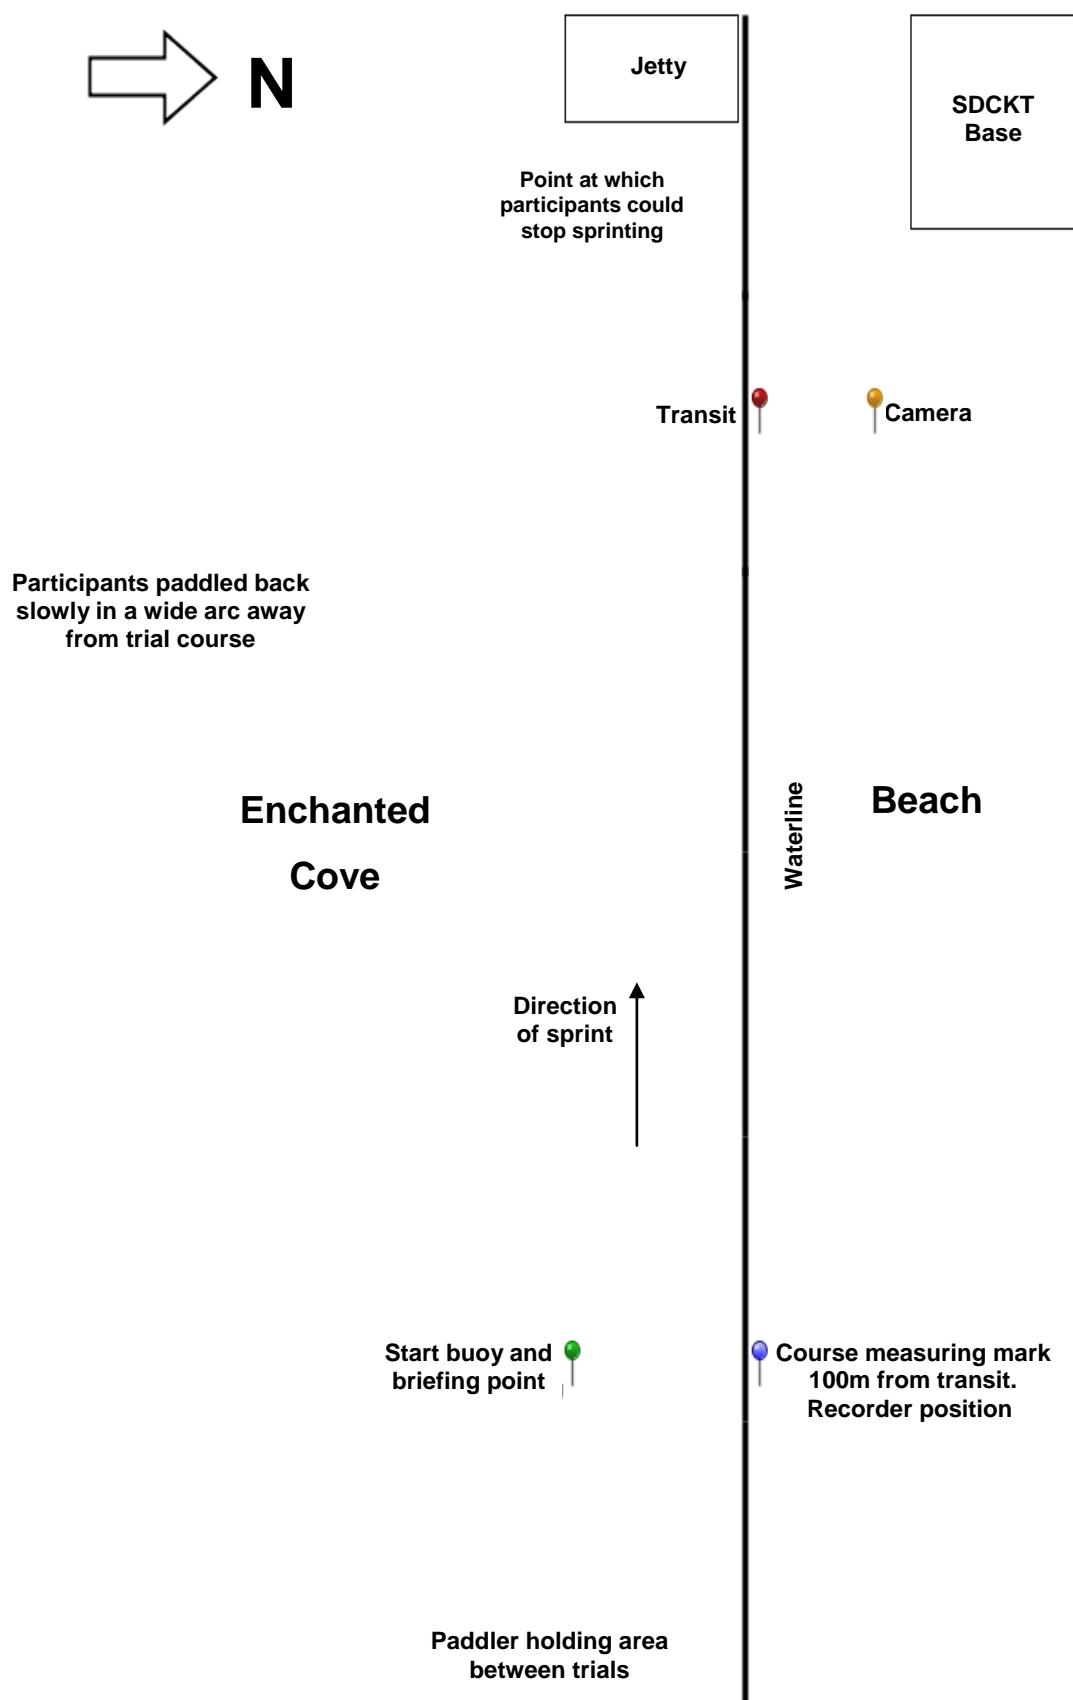 N
Jetty
SDCKT
Base
Point at which
participants could
stop sprinting
Transit
Camera
Participants paddled back
slowly in a wide arc away
from trial course
Enchanted
Cove
Waterline
Beach
Direction
of sprint
Start buoy and
briefing point
Course measuring mark
100m from transit.
Recorder position
Paddler holding area
between trials